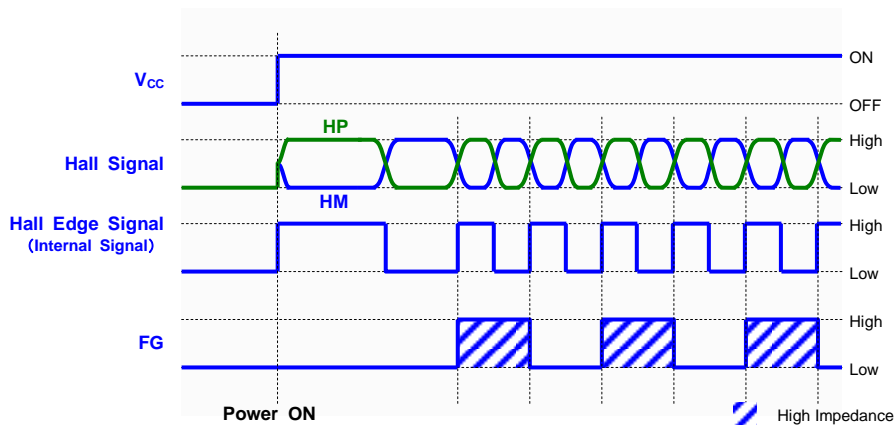 ON
V_CC
OFF
HP
High
Hall Signal
Low
HM
Hall Edge Signal
(Internal Signal)
High
Low
High
FG
Low
Power ON
High Impedance